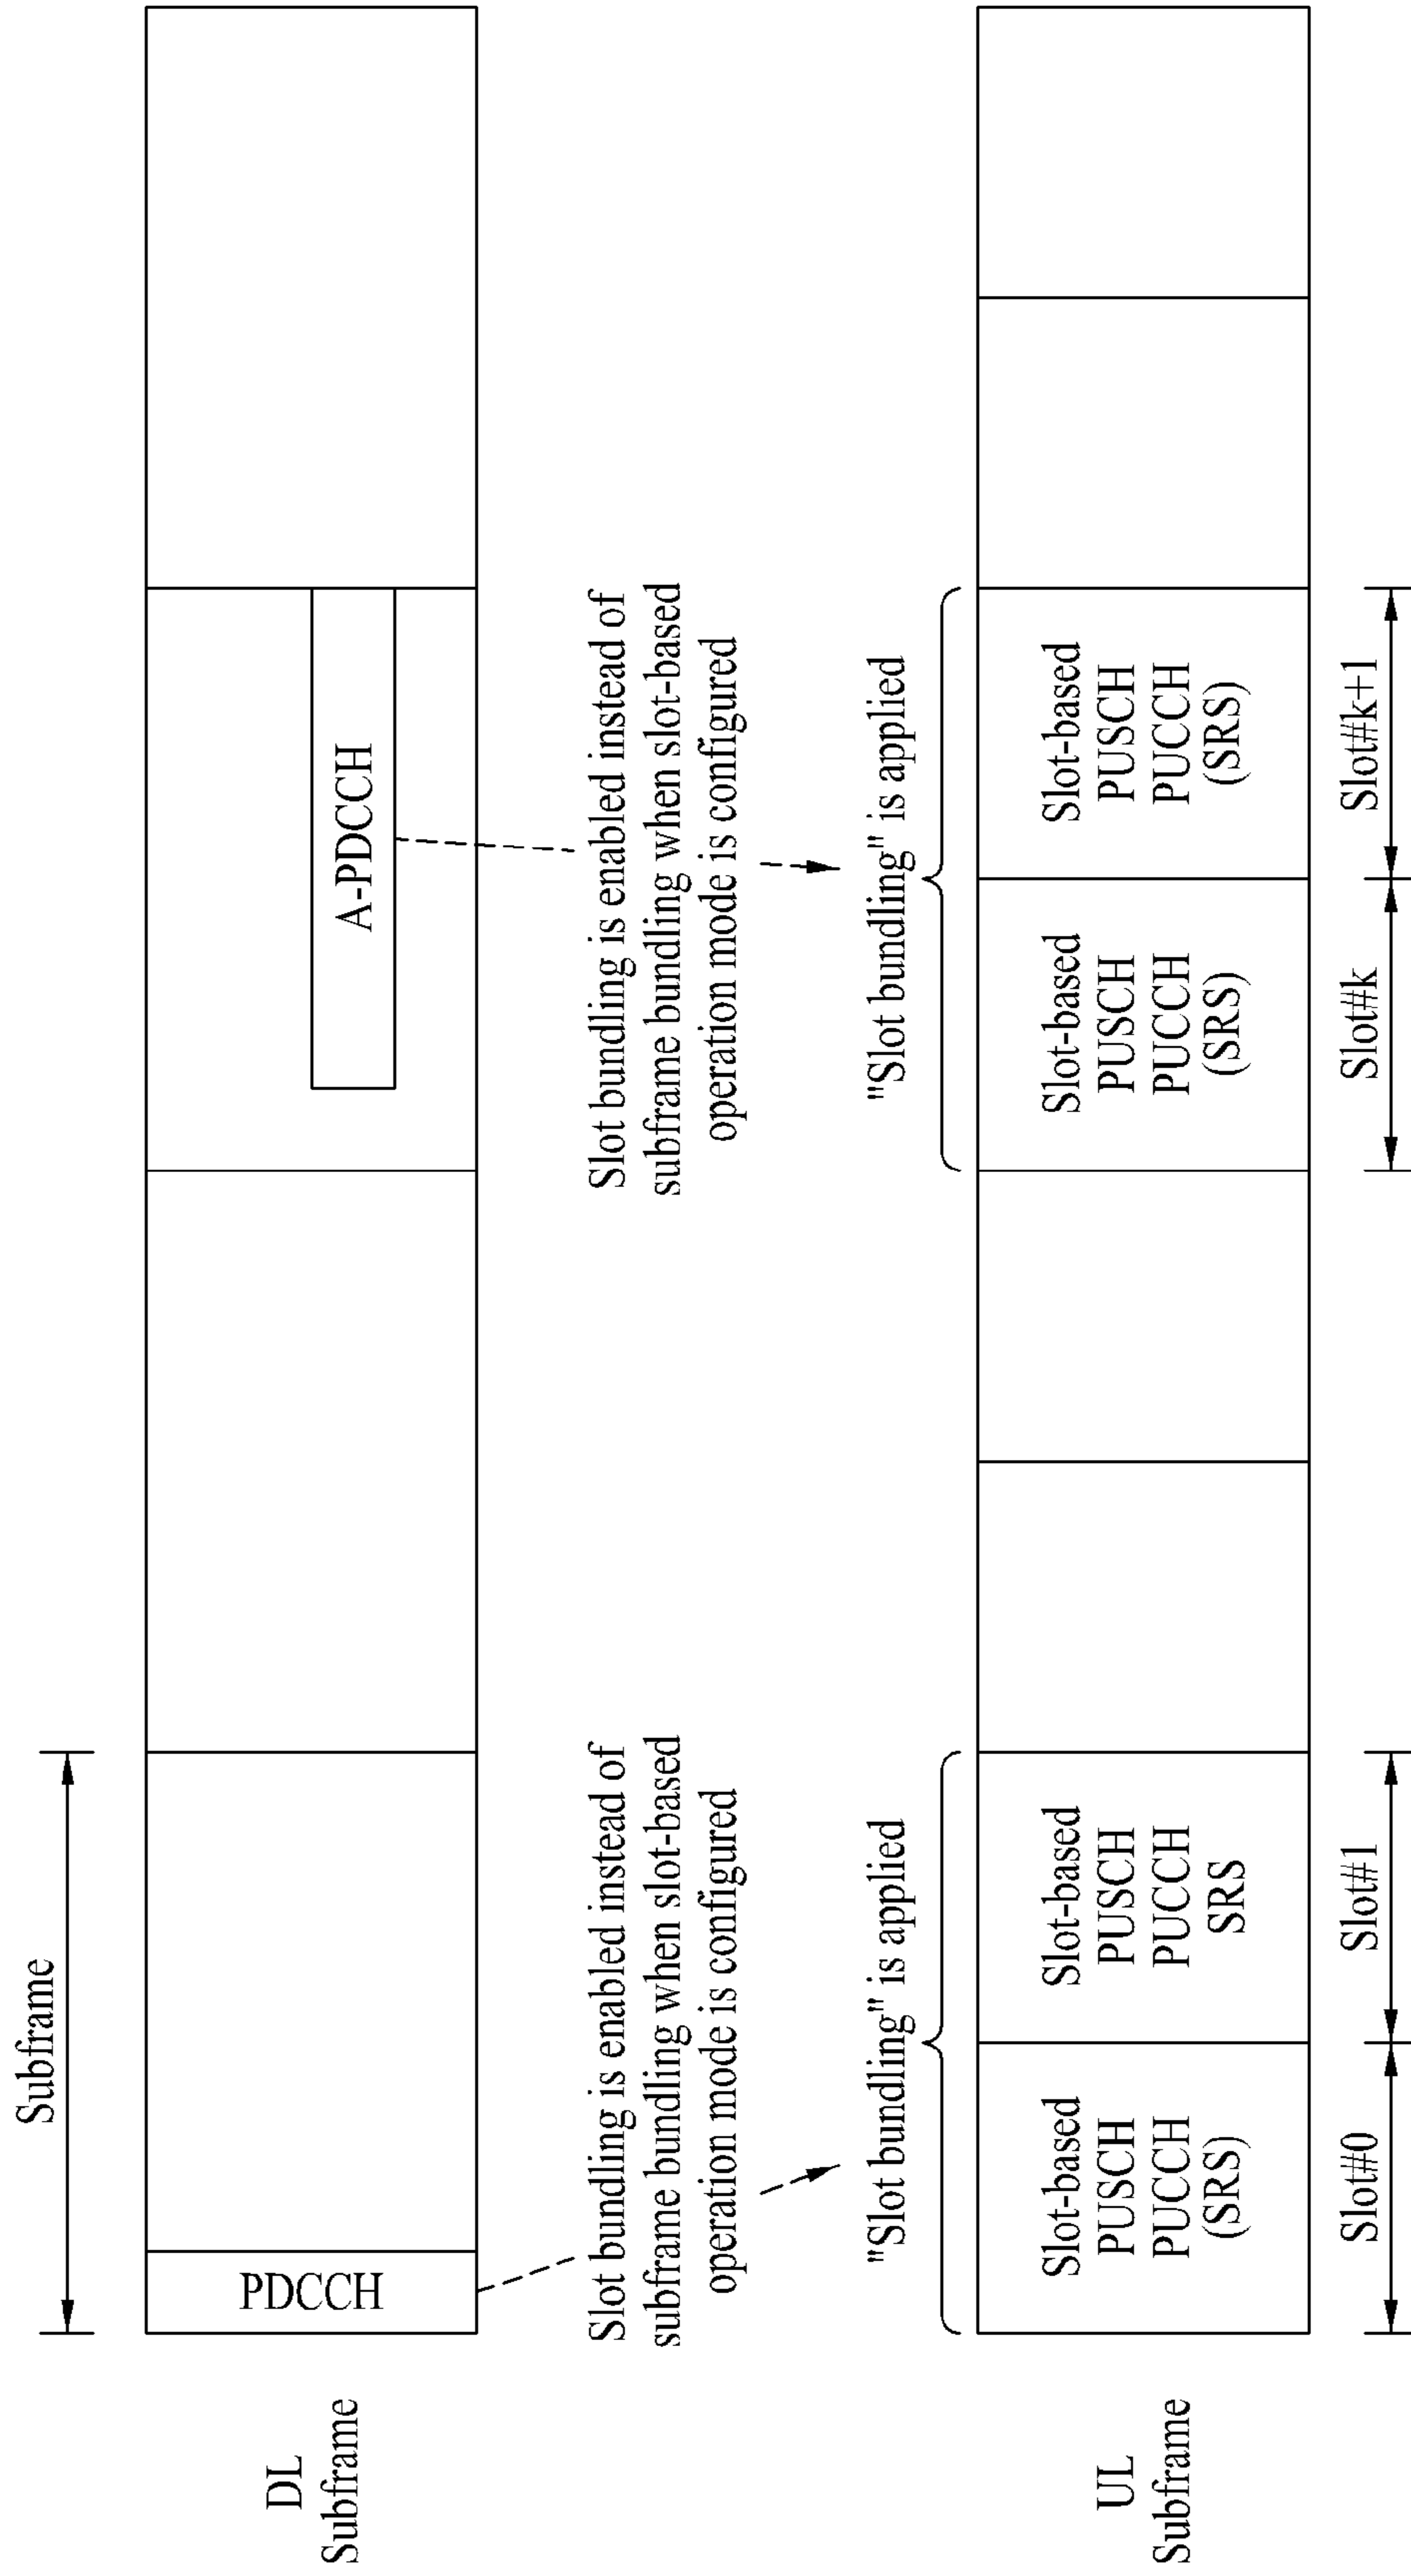 Subframe
DL
Subframe
PDCCH
A-PDCCH
Slot bundling is enabled instead of
subframe bundling when slot-based
operation mode is configured
Slot bundling is enabled instead of
subframe bundling when slot-based
operation mode is configured
"Slot bundling" is applied
"Slot bundling" is applied
UL
Subframe
Slot-based
PUSCH
PUCCH
(SRS)
Slot-based
PUSCH
PUCCH
SRS
Slot-based
PUSCH
PUCCH
(SRS)
Slot-based
PUSCH
PUCCH
(SRS)
Slot#0
Slot#1
Slot#k
Slot#k+1